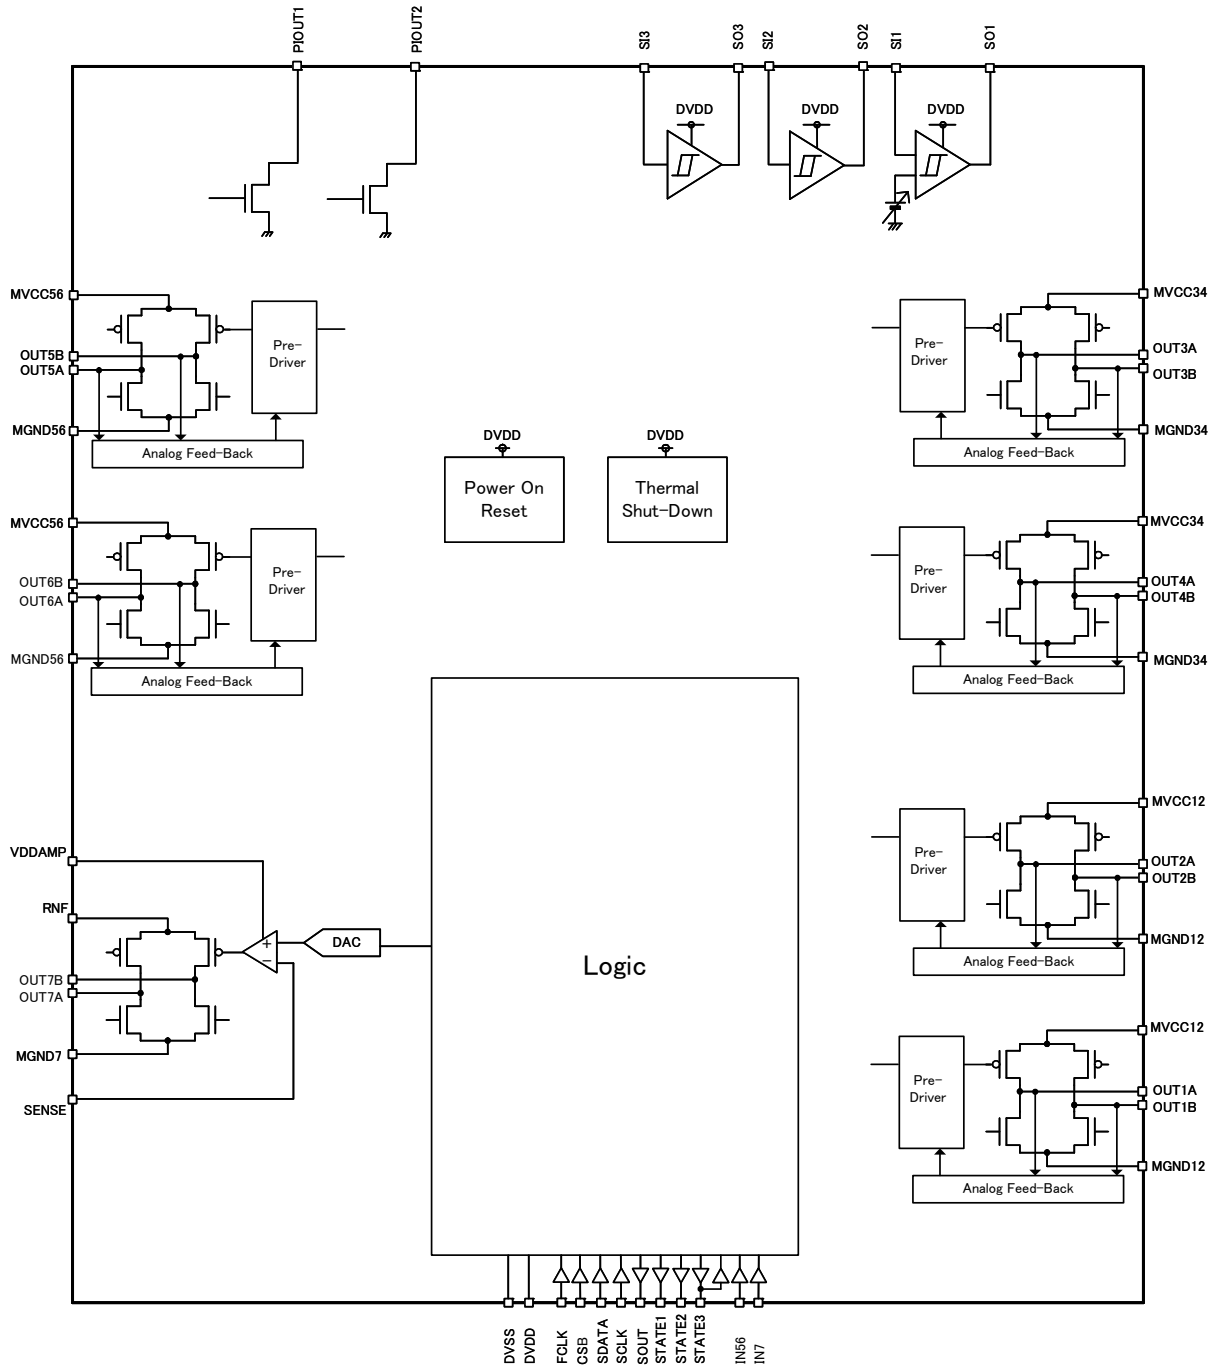 PIOUT1
PIOUT2
SI3
SO3
SI2
SO2
SI1
SO1
DVDD
DVDD
DVDD
MVCC56
OUT5B
OUT5A
MGND56
Pre-
Driver
Analog Feed-Back
MVCC34
OUT3A
OUT3B
MGND34
Pre-
Driver
Analog Feed-Back
DVDD
Power On
Reset
DVDD
Thermal
Shut-Down
MVCC56
OUT6B
OUT6A
MGND56
Pre-
Driver
Analog Feed-Back
MVCC34
OUT4A
OUT4B
MGND34
Pre-
Driver
Analog Feed-Back
VDDAMP
RNF
OUT7B
OUT7A
MGND7
SENSE
+
−
DAC
Logic
MVCC12
OUT2A
OUT2B
MGND12
Pre-
Driver
Analog Feed-Back
MVCC12
OUT1A
OUT1B
MGND12
Pre-
Driver
Analog Feed-Back
DVSS
DVDD
FCLK
CSB
SDATA
SCLK
SOUT
STATE1
STATE2
STATE3
IN56
IN7